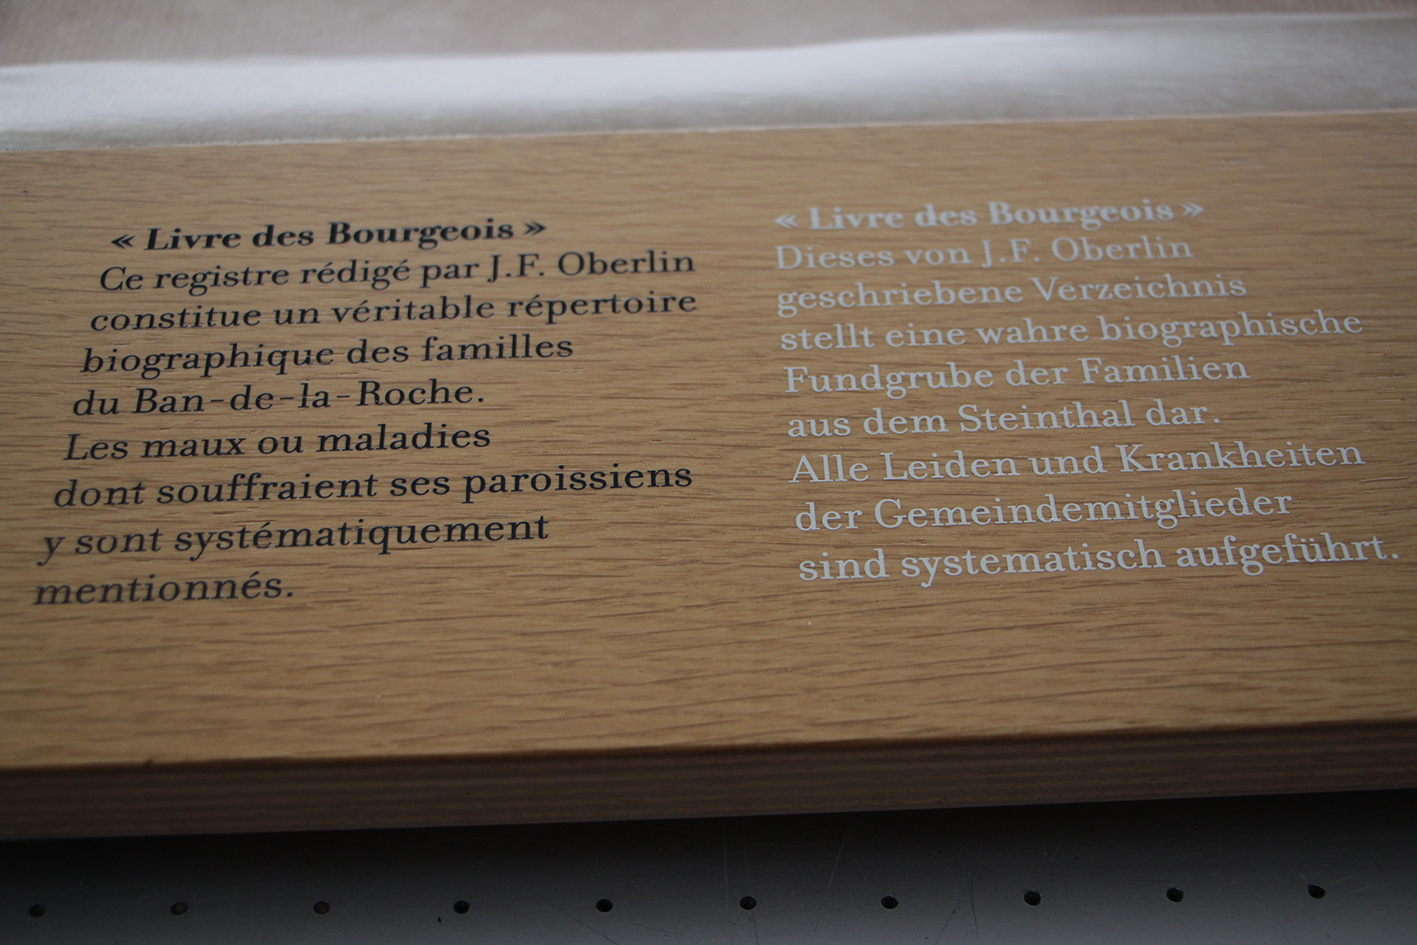 « Livre des Bourgeois »
Ce registre rédigé par J.F. Oberlin
constitue un véritable répertoire
biographique des familles
du Ban-de-la-Roche.
Les maux ou maladies
dont souffraient ses paroissiens
y sont systématiquement
mentionnés.
« Livre des Bourgeois »
Dieses von J.F. Oberlin
geschriebene Verzeichnis
stellt eine wahre biographische
Fundgrube der Familien
aus dem Steinthal dar.
Alle Leiden und Krankheiten
der Gemeindemitglieder
sind systematisch aufgeführt.